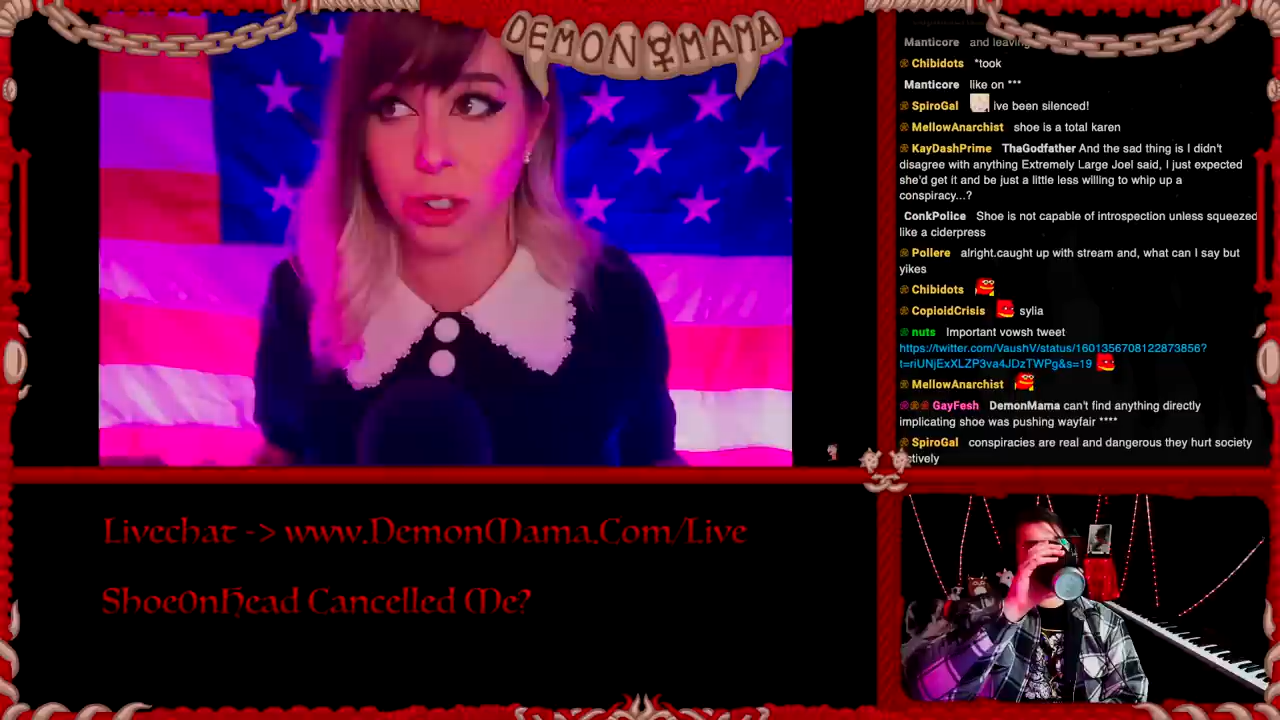 DEMON MAMA
Manticore and leaving
Chibidots *took
Manticore like on ***
SpiroGal ive been silenced!
MellowAnarchist shoe is a total karen
KayDashPrime ThaGodfather And the sad thing is I didn't
disagree with anything Extremely Large Joel said, I just expected
she'd get it and be just a little less willing to whip up a
conspiracy...?
ConkPolice Shoe is not capable of introspection unless squeezed
like a ciderpress
Pollere alright.caught up with stream and, what can I say but
yikes
Chibidots
CopioidCrisis sylia
nuts Important vowsh tweet
https://twitter.com/VaushV/status/1601356708122873856?
t=riUNjExXLZP3va4JDzTWPg&s=19
MellowAnarchist
GayFesh DemonMama can't find anything directly
implicating shoe was pushing wayfair ****
SpiroGal conspiracies are real and dangerous they hurt society
Livechat -> www.DemonMama.Com/Live
Shoe0nHead Cancelled Me?